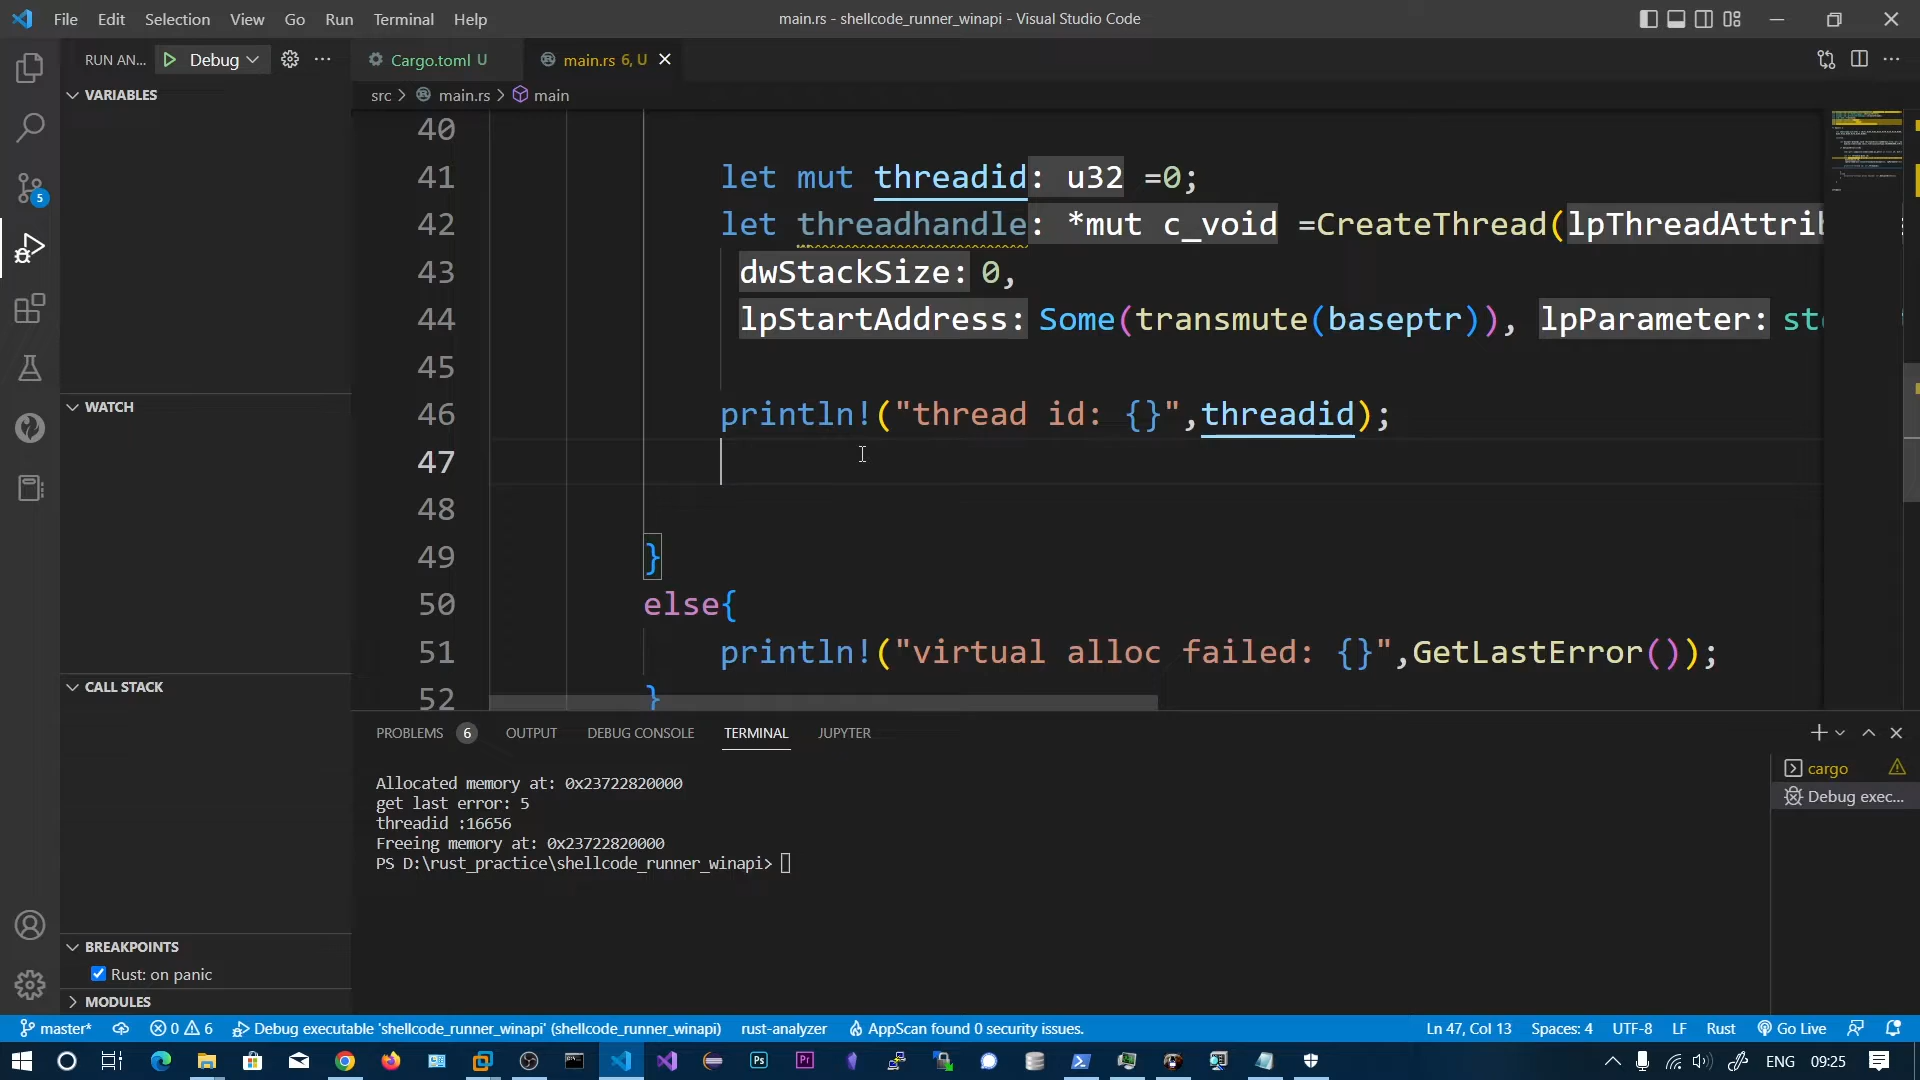 File Edit Selection View Go Run Terminal Help
main.rs - shellcode_runner_winapi - Visual Studio Code
RUN AN... Debug
Cargo.toml U
main.rs 6, U
src > main.rs > main
VARIABLES
WATCH
CALL STACK
BREAKPOINTS
Rust: on panic
MODULES
5
40
41 let mut threadid: u32 =0;
42 let threadhandle: *mut c_void =CreateThread(lpThreadAttri
43 dwStackSize: 0,
44 lpStartAddress: Some(transmute(baseptr)), lpParameter: st
45
46 println!("thread id: {}",threadid);
47
48
49 }
50 else{
51 println!("virtual alloc failed: {}",GetLastError());
52 }
PROBLEMS 6 OUTPUT DEBUG CONSOLE TERMINAL JUPYTER
Allocated memory at: 0x23722820000
get last error: 5
threadid :16656
Freeing memory at: 0x23722820000
PS D:\rust_practice\shellcode_runner_winapi>
cargo
Debug exec...
master* 0 6 Debug executable 'shellcode_runner_winapi' (shellcode_runner_winapi) rust-analyzer AppScan found 0 security issues.
Ln 47, Col 13 Spaces: 4 UTF-8 LF Rust Go Live
Ps Pr
ENG 09:25